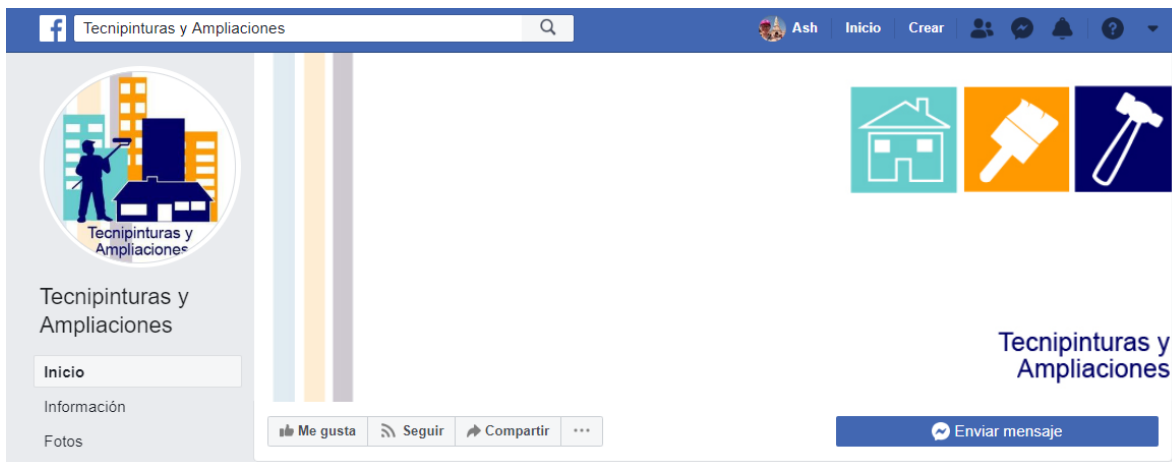 Tecnipinturas y Ampliaciones
Ash
Inicio
Crear
Tecnipinturas y
Ampliaciones
Tecnipinturas y
Ampliaciones
Inicio
Información
Fotos
Tecnipinturas y
Ampliaciones
Me gusta
Seguir
Compartir
Enviar mensaje